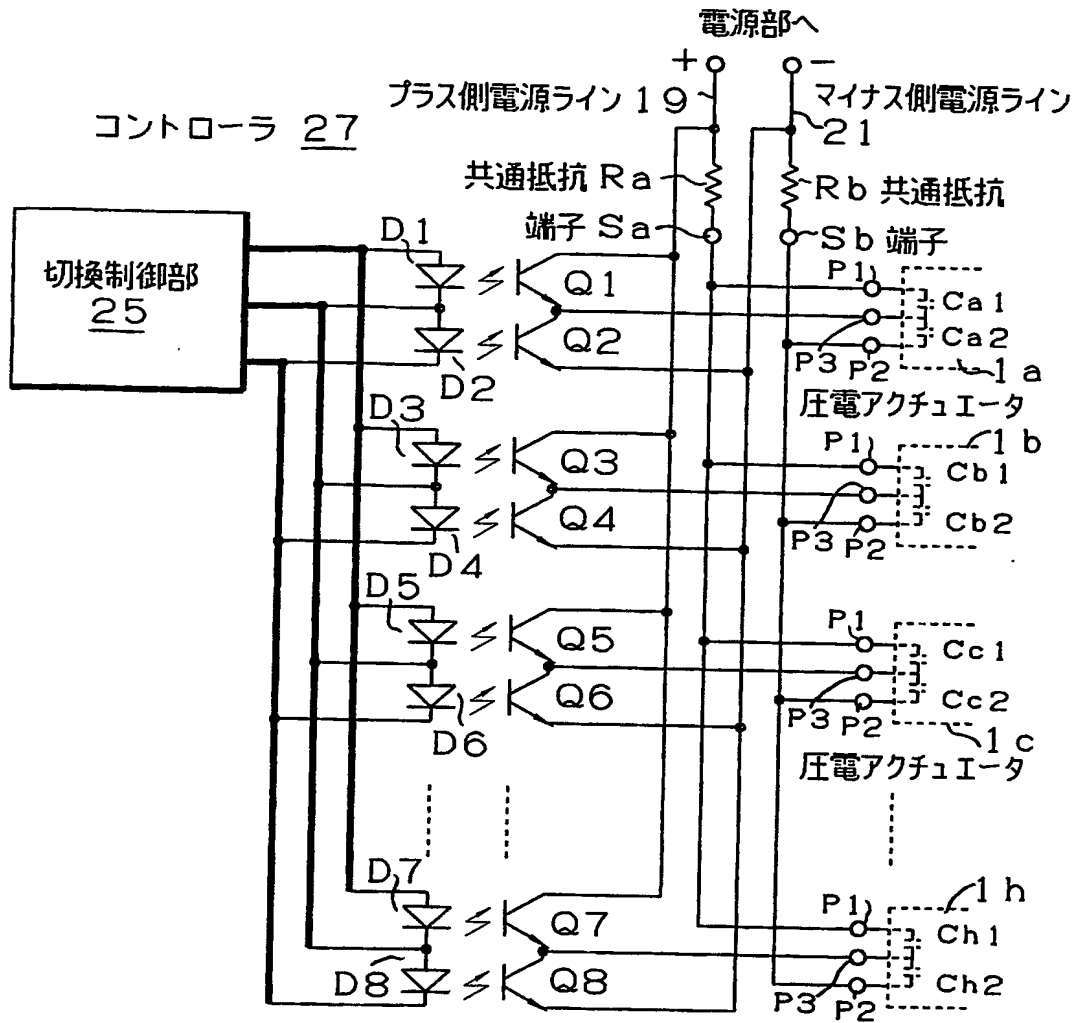 電源部へ
+ −
プラス側電源ライン 19
マイナス側電源ライン
21
コントローラ 27
共通抵抗 Ra
Rb 共通抵抗
端子 Sa
Sb 端子
切換制御部
25
D1
Q1
P1
Ca1
Q2
Ca2
D2
P3
P2
1a
圧電アクチュエータ
D3
Q3
P1
1b
Cb1
Q4
Cb2
D4
P3
P2
D5
Q5
P1
Cc1
Q6
Cc2
D6
P3
P2
1c
圧電アクチュエータ
D7
Q7
P1
1h
Ch1
D8
Q8
Ch2
P3
P2